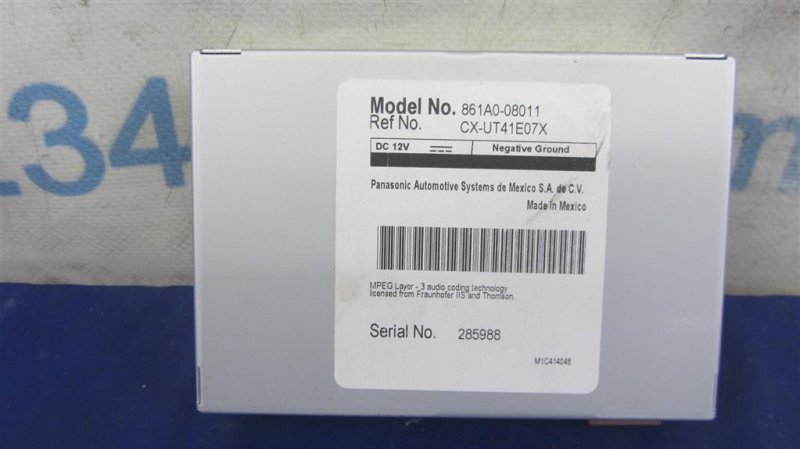 234
Model No. 861A0-08011
Ref No. CX-UT41E07X
DC 12V Negative Ground
Panasonic Automotive Systems de Mexico S.A. de C.V.
Made in Mexico
MPEG Layer - 3 audio coding technology
licensed from Fraunhofer IIS and Thomson.
Serial No. 285988
M1C414048